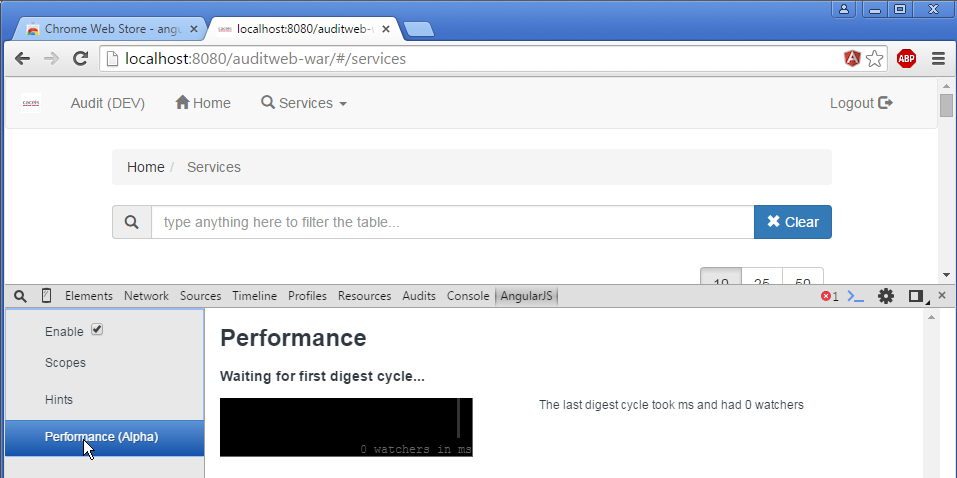 Chrome Web Store - angu
localhost:8080/auditweb-
localhost:8080/auditweb-war/#/services
ABP
Audit (DEV) Home Services Logout
Home / Services
type anything here to filter the table... Clear
10 25 50
Elements Network Sources Timeline Profiles Resources Audits Console AngularJS 1
Enable
Scopes
Hints
Performance (Alpha)
Performance
Waiting for first digest cycle...
0 watchers in ms
The last digest cycle took ms and had 0 watchers